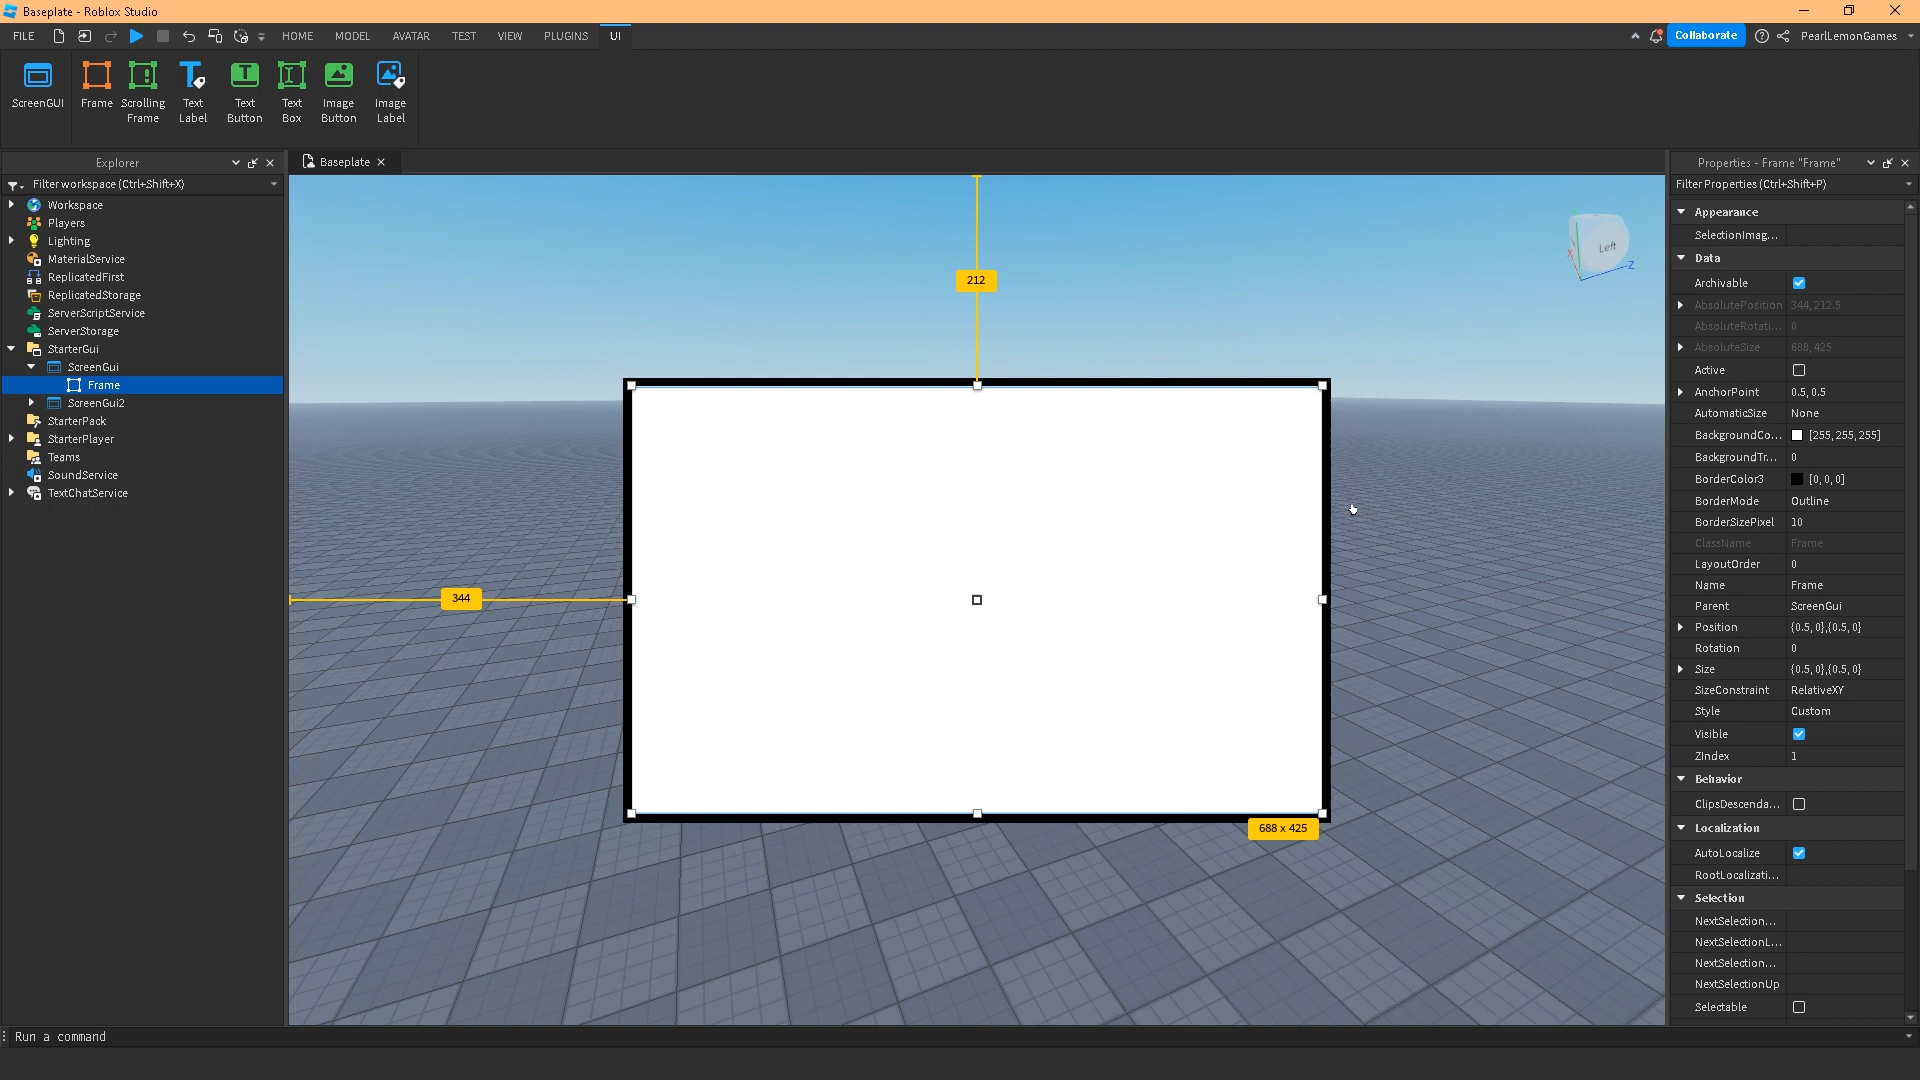 Baseplate - Roblox Studio
FILE HOME MODEL AVATAR TEST VIEW PLUGINS UI Collaborate PearlLemonGames
ScreenGUI Frame Scrolling Frame Text Label Text Button Text Box Image Button Image Label
Explorer
Filter workspace (Ctrl+Shift+X)
Workspace
Players
Lighting
MaterialService
ReplicatedFirst
ReplicatedStorage
ServerScriptService
ServerStorage
StarterGui
ScreenGui
Frame
ScreenGui2
StarterPack
StarterPlayer
Teams
SoundService
TextChatService
Baseplate
212
344
688 x 425
Left
X
Z
Properties - Frame "Frame"
Filter Properties (Ctrl+Shift+P)
Appearance
SelectionImag...
Data
Archivable
AbsolutePosition 344, 212.5
AbsoluteRotati... 0
AbsoluteSize 688, 425
Active
AnchorPoint 0.5, 0.5
AutomaticSize None
BackgroundCo... [255, 255, 255]
BackgroundTr... 0
BorderColor3 [0, 0, 0]
BorderMode Outline
BorderSizePixel 10
ClassName Frame
LayoutOrder 0
Name Frame
Parent ScreenGui
Position {0.5, 0},{0.5, 0}
Rotation 0
Size {0.5, 0},{0.5, 0}
SizeConstraint RelativeXY
Style Custom
Visible
ZIndex 1
Behavior
ClipsDescenda...
Localization
AutoLocalize
RootLocalizati...
Selection
NextSelection...
NextSelectionL...
NextSelection...
NextSelectionUp
Selectable
Run a command